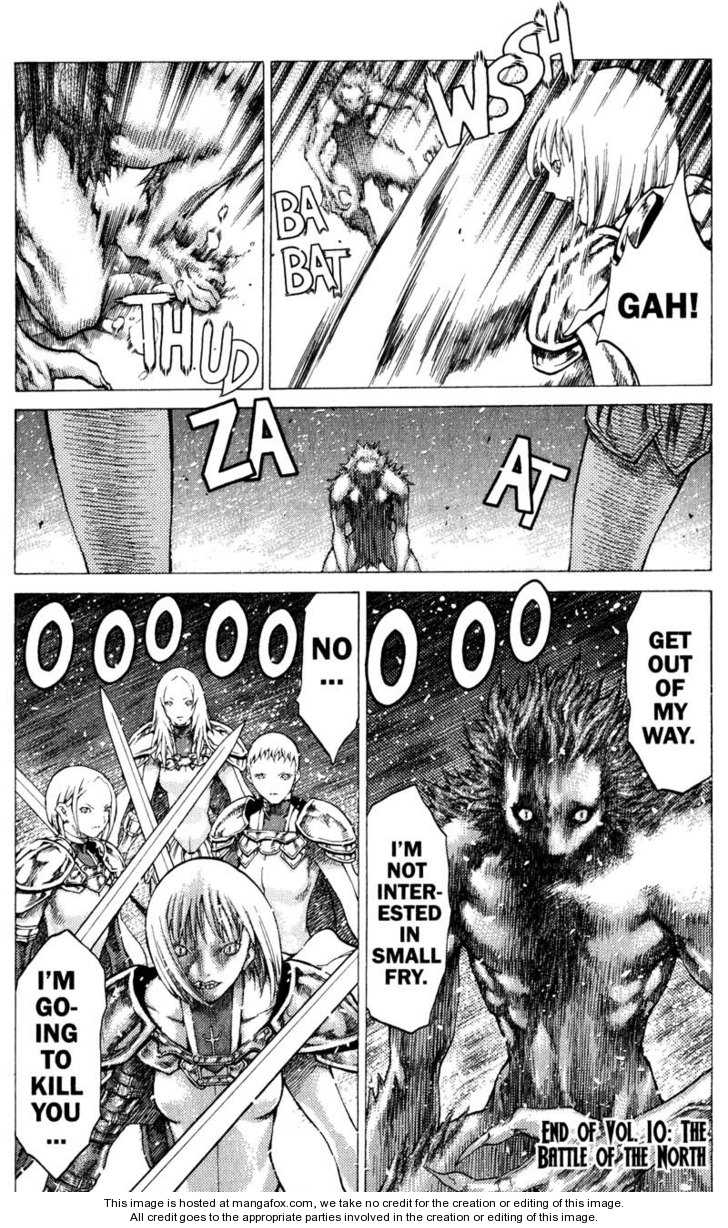 WSSH
GAH!
BA
BAT
THUD
ZA
AT
GET
OUT
OF
MY
WAY.
I'M
NOT
INTER-
ESTED
IN
SMALL
FRY.
OOO
NO
...
OOOOO
I'M
GO-
ING
TO
KILL
YOU
...
END OF VOL. 10: THE
BATTLE OF THE NORTH
This image is hosted at mangafox.com, we take no credit for the creation or editing of this image.
All credit goes to the appropriate parties involved in the creation or editing of this image.